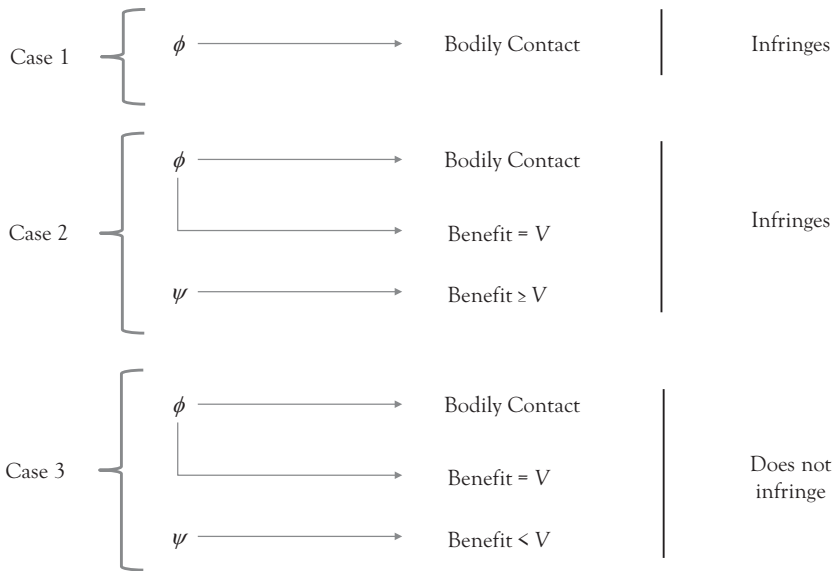 ϕ Bodily Contact Infringes
Case 1
ϕ Bodily Contact
Infringes
Case 2 Benefit = V
ψ Benefit ≥ V
ϕ Bodily Contact
Case 3 Benefit = V Does not
infringe
ψ Benefit < V